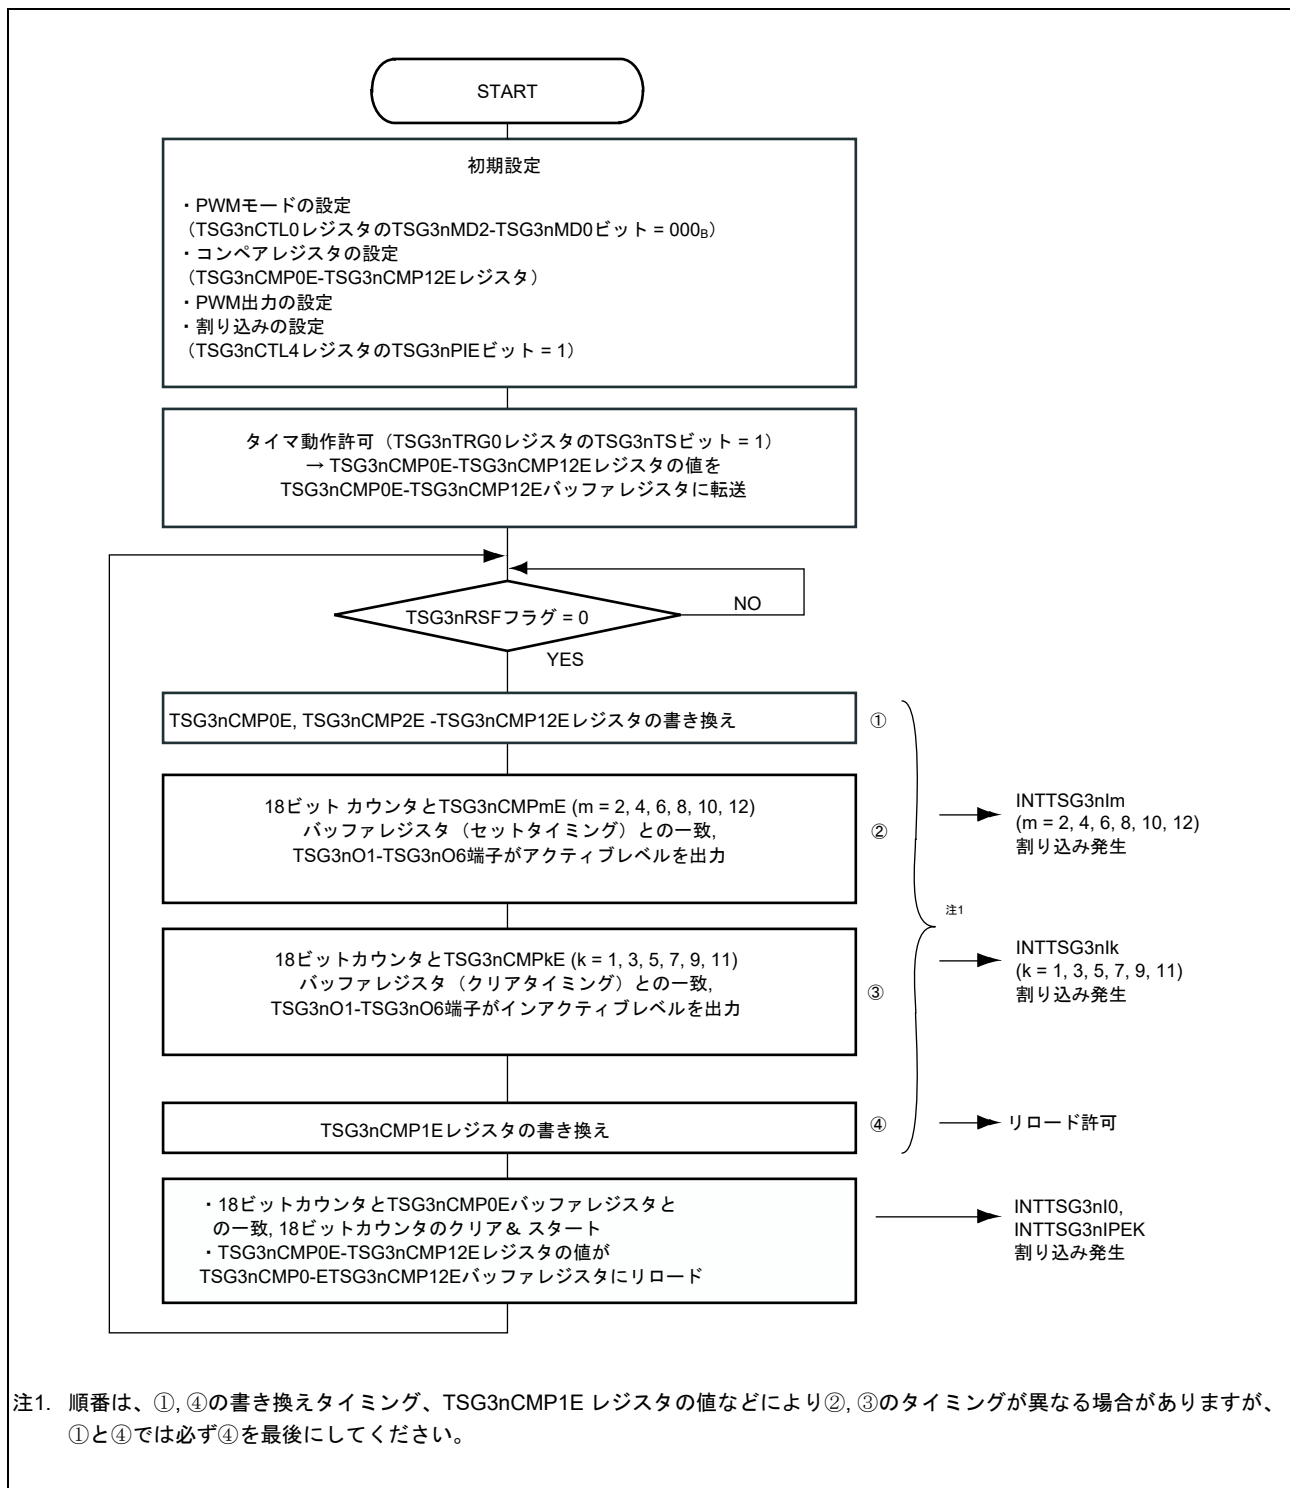 START
初期設定
・PWMモードの設定
（TSG3nCTL0レジスタのTSG3nMD2-TSG3nMD0ビット = 000B）
・コンペアレジスタの設定
（TSG3nCMP0E-TSG3nCMP12Eレジスタ）
・PWM出力の設定
・割り込みの設定
（TSG3nCTL4レジスタのTSG3nPIEビット = 1）
タイマ動作許可（TSG3nTRG0レジスタのTSG3nTSビット = 1）
→ TSG3nCMP0E-TSG3nCMP12Eレジスタの値を
TSG3nCMP0E-TSG3nCMP12Eバッファレジスタに転送
TSG3nRSFフラグ = 0
NO
YES
TSG3nCMP0E, TSG3nCMP2E -TSG3nCMP12Eレジスタの書き換え
①
18ビット カウンタとTSG3nCMPmE (m = 2, 4, 6, 8, 10, 12)
バッファレジスタ（セットタイミング）との一致,
TSG3nO1-TSG3nO6端子がアクティブレベルを出力
②
INTTSG3nIm
(m = 2, 4, 6, 8, 10, 12)
割り込み発生
注1
18ビットカウンタとTSG3nCMPkE (k = 1, 3, 5, 7, 9, 11)
バッファレジスタ（クリアタイミング）との一致,
TSG3nO1-TSG3nO6端子がインアクティブレベルを出力
③
INTTSG3nIk
(k = 1, 3, 5, 7, 9, 11)
割り込み発生
TSG3nCMP1Eレジスタの書き換え
④
リロード許可
・18ビットカウンタとTSG3nCMP0Eバッファレジスタと
の一致, 18ビットカウンタのクリア& スタート
・TSG3nCMP0E-TSG3nCMP12Eレジスタの値が
TSG3nCMP0-ETSG3nCMP12Eバッファレジスタにリロード
INTTSG3nI0,
INTTSG3nIPEK
割り込み発生
注1. 順番は、①, ④の書き換えタイミング、TSG3nCMP1E レジスタの値などにより②, ③のタイミングが異なる場合がありますが、
①と④では必ず④を最後にしてください。